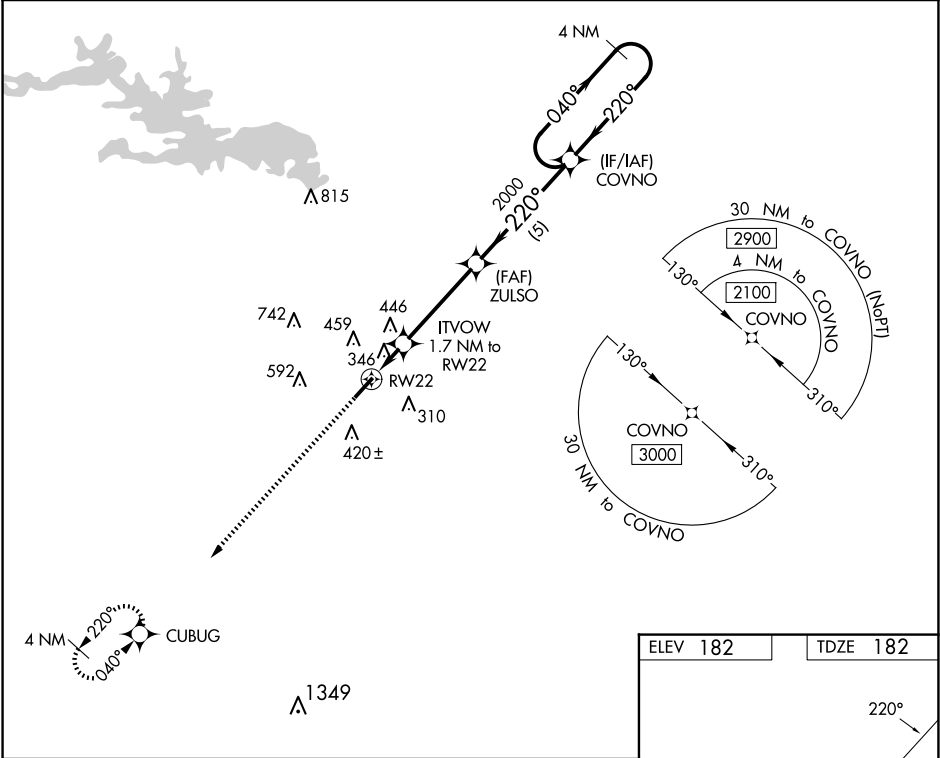 4 NM
040°
220°
(IF/IAF)
COVNO
2000
220°
(5)
815
(FAF)
ZULSO
30 NM to COVNO (NoPT)
2900
4 NM to COVNO
2100
130°
COVNO
310°
742
459
446
346
ITVOW
1.7 NM to
RW22
592
RW22
310
420±
130°
COVNO
3000
310°
30 NM to COVNO
4 NM
220°
040°
CUBUG
1349
ELEV 182
TDZE 182
220°